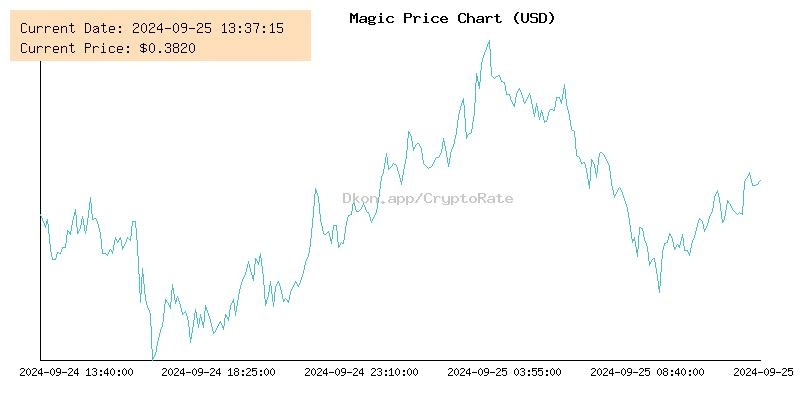 Magic Price Chart (USD)
Current Date: 2024-09-25 13:37:15
Current Price: $0.3820
Dkon.app/CryptoRate
2024-09-24 13:40:00 2024-09-24 18:25:00 2024-09-24 23:10:00 2024-09-25 03:55:00 2024-09-25 08:40:00 2024-09-25